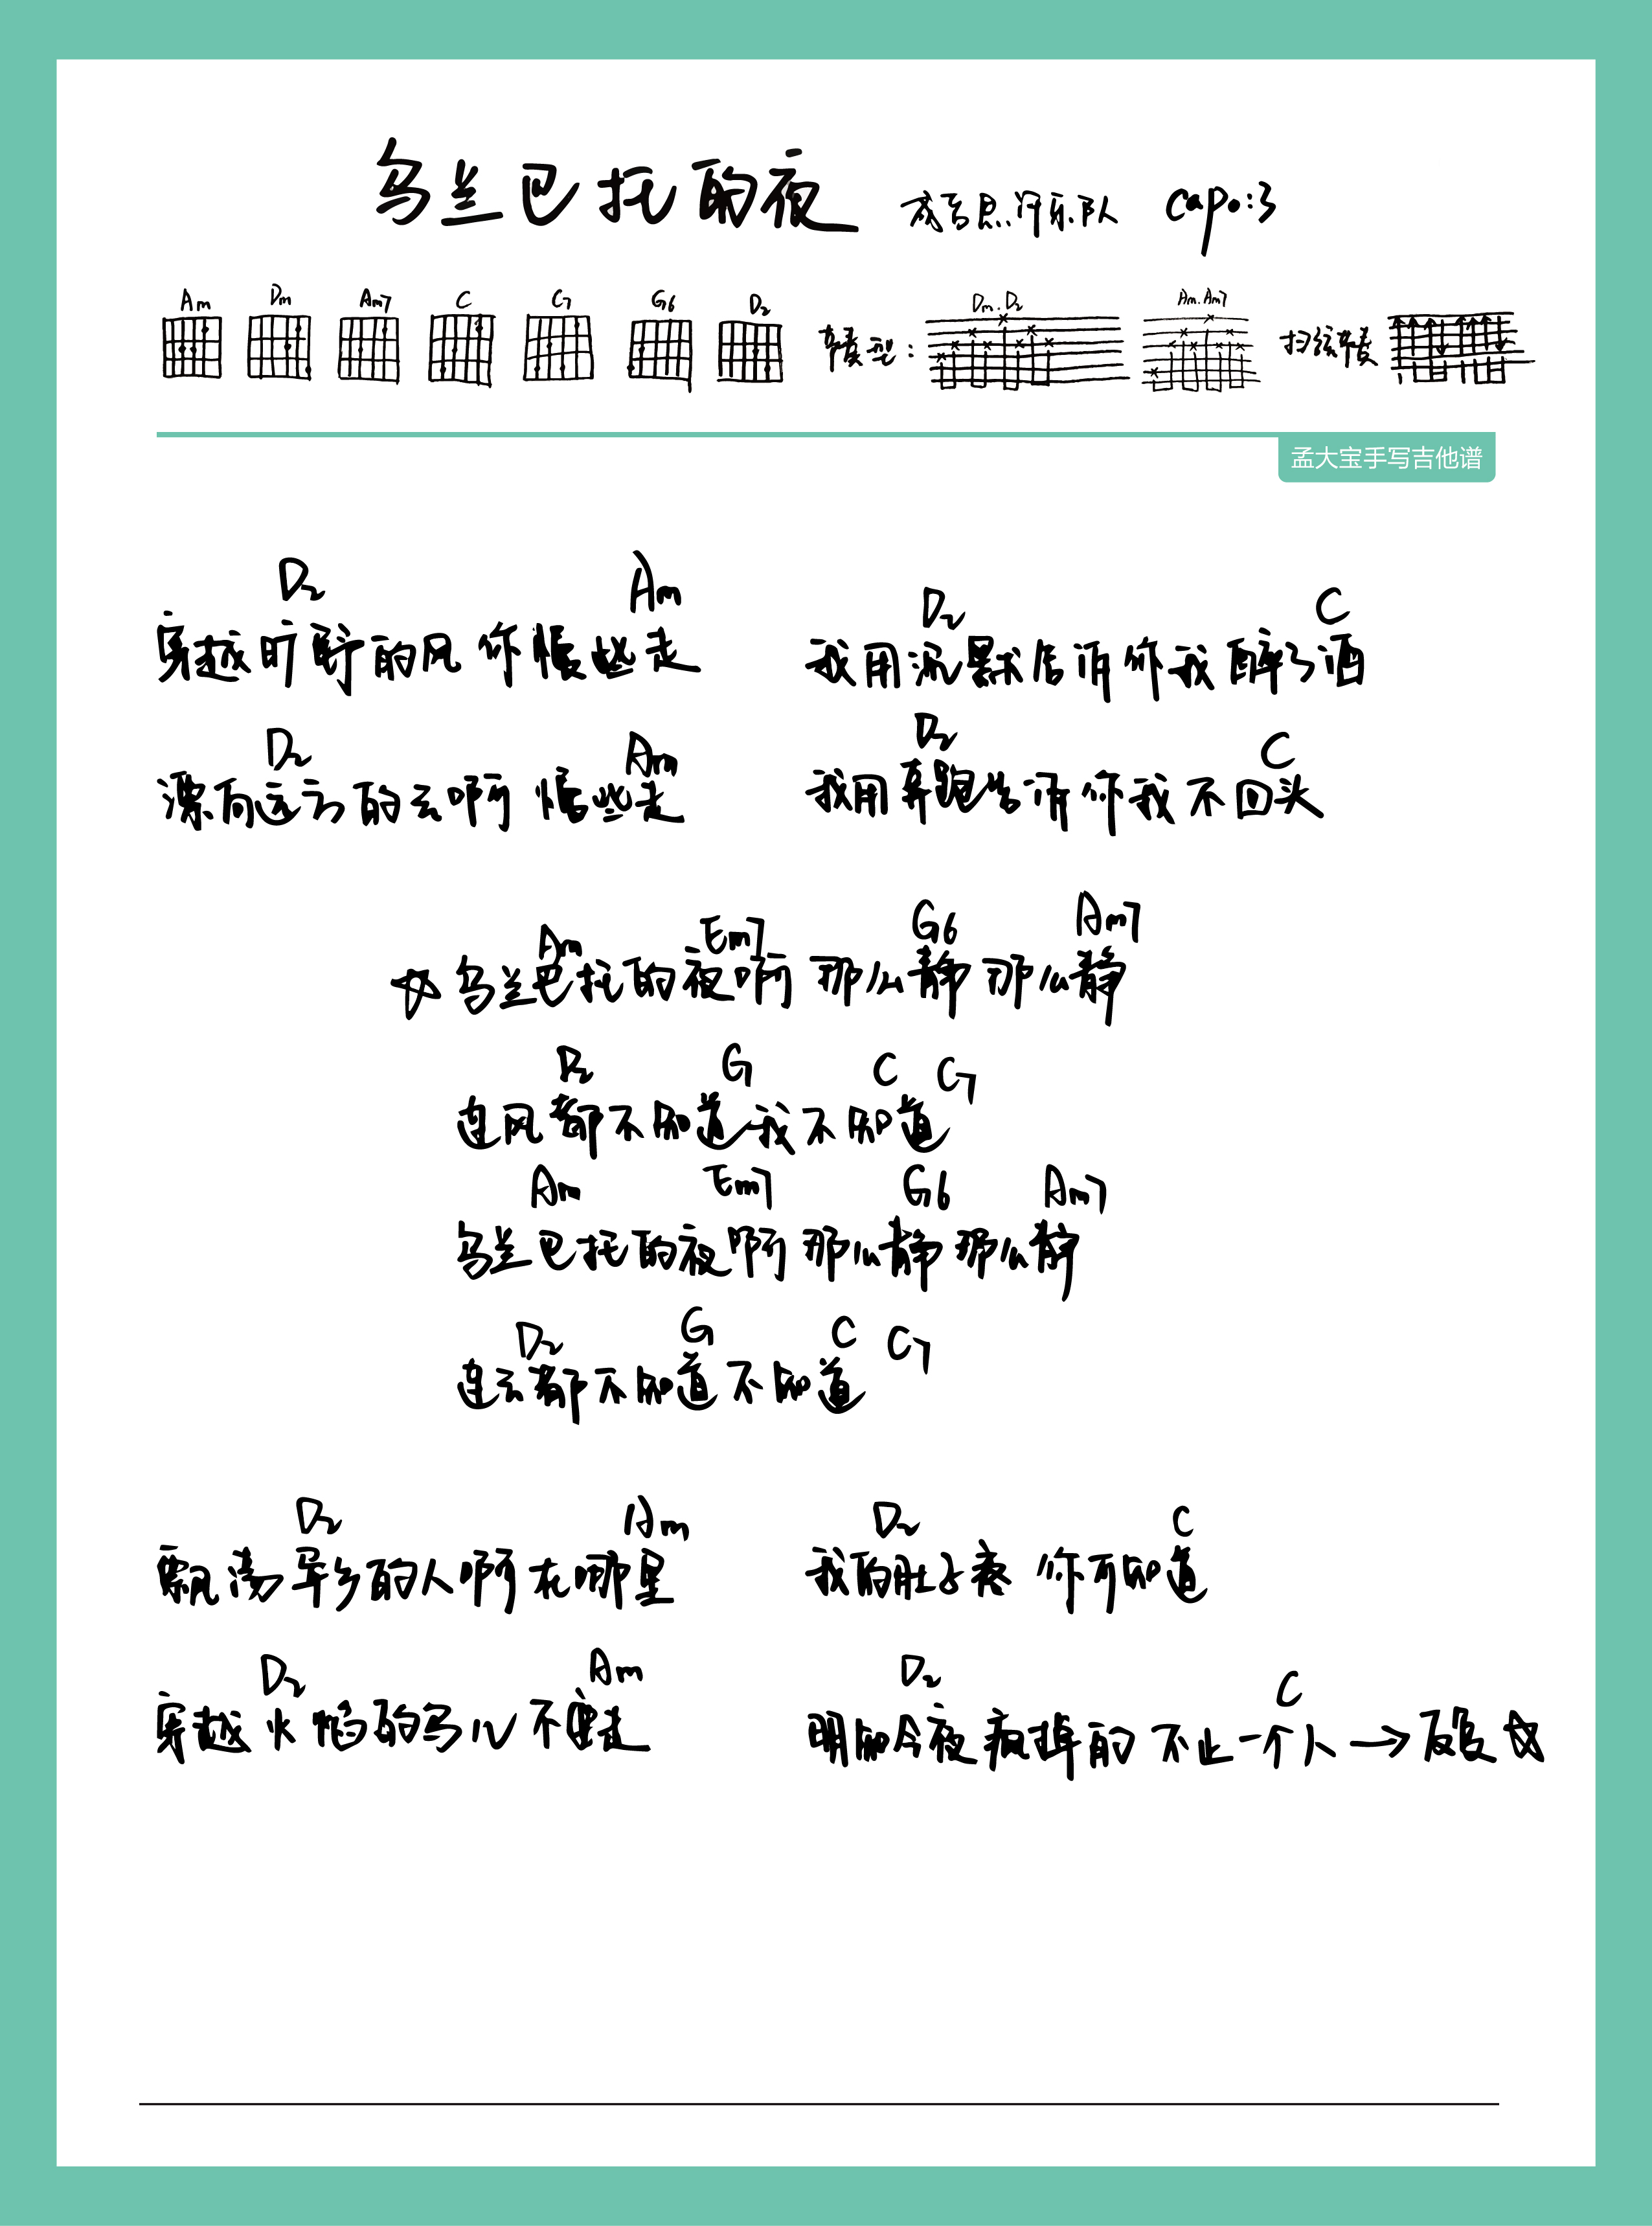 乌兰巴托的夜 成吉思汗乐队 Capo:3
Am Dm Am7 C C7 G6 D2 节奏型: Dm.D2 Am.Am7 扫弦节奏
孟大宝手写吉他谱
D2 Am D2 C
穿越旷野的风 你慢些走 我用沉默告诉你我醉了酒
D2 Am D2 C
漂向远方的云啊 慢些走 我用奔跑告诉你我不回头
Am Em7 G6 Am7
☆乌兰巴托的夜啊 那么静 那么静
D2 G C C7
连风都不知道我不知道
Am Em7 G6 Am7
乌兰巴托的夜啊 那么静 那么静
D2 G C C7
连云都不知道不知道
D2 Am D2 C
飘荡异乡的人啊在哪里 我的肚子疼 你可知道
D2 Am D2 C
穿越火焰的马儿 不要走 明知今夜疯掉的 不止一个人→反复☆